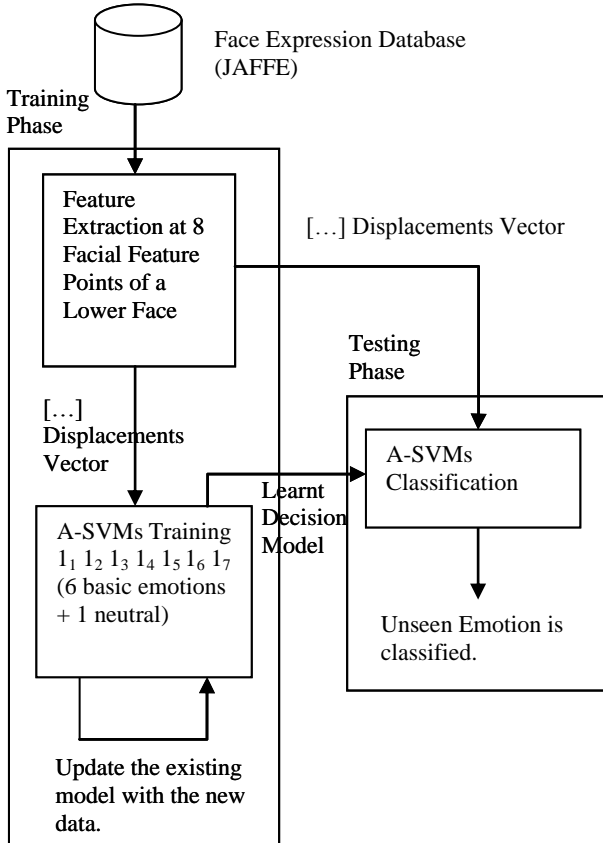 Face Expression Database
(JAFFE)
Training
Phase
Feature
Extraction at 8
Facial Feature
Points of a
Lower Face
[…] Displacements Vector
Testing
Phase
[…]
Displacements
Vector
A-SVMs
Classification
Learnt
Decision
Model
A-SVMs Training
1₁ 1₂ 1₃ 1₄ 1₅ 1₆ 1₇
(6 basic emotions
+ 1 neutral)
Unseen Emotion is
classified.
Update the existing
model with the new
data.